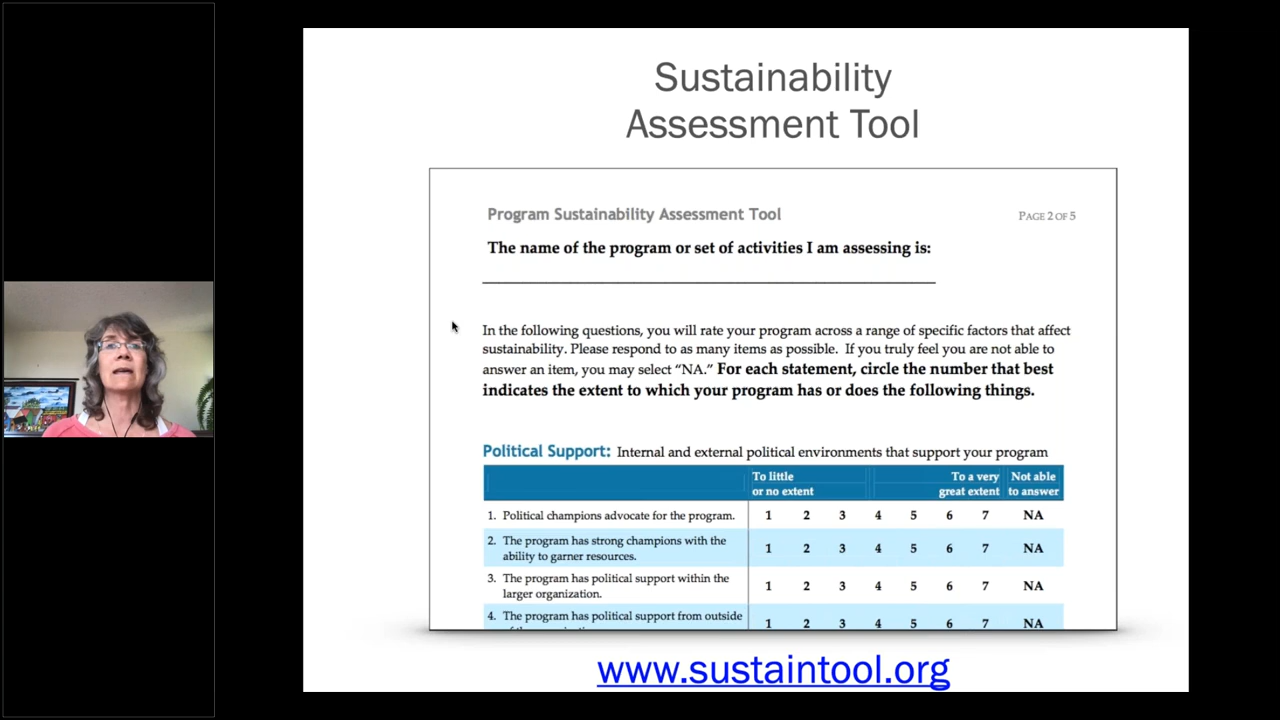 Sustainability
Assessment Tool
Program Sustainability Assessment Tool PAGE 2 OF 5
The name of the program or set of activities I am assessing is:
In the following questions, you will rate your program across a range of specific factors that affect
sustainability. Please respond to as many items as possible. If you truly feel you are not able to
answer an item, you may select “NA.” For each statement, circle the number that best
indicates the extent to which your program has or does the following things.
Political Support: Internal and external political environments that support your program
To little To a very Not able
or no extent great extent to answer
1. Political champions advocate for the program. 1 2 3 4 5 6 7 NA
2. The program has strong champions with the
ability to garner resources. 1 2 3 4 5 6 7 NA
3. The program has political support within the
larger organization. 1 2 3 4 5 6 7 NA
4. The program has political support from outside
1 2 3 4 5 6 7 NA
www.sustaintool.org